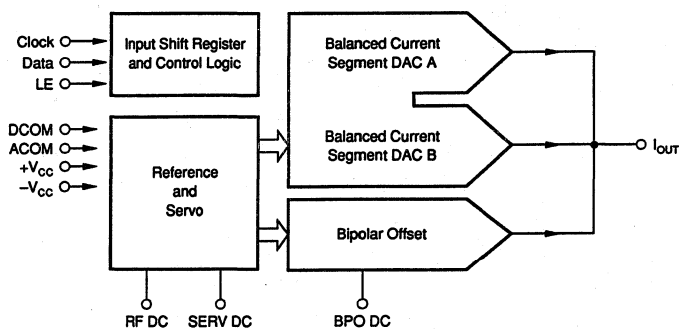 Clock
Data
LE
Input Shift Register
and Control Logic
Balanced Current
Segment DAC A
DCOM
ACOM
+VCC
–VCC
Reference
and
Servo
Balanced Current
Segment DAC B
IOUT
Bipolar Offset
RF DC
SERV DC
BPO DC